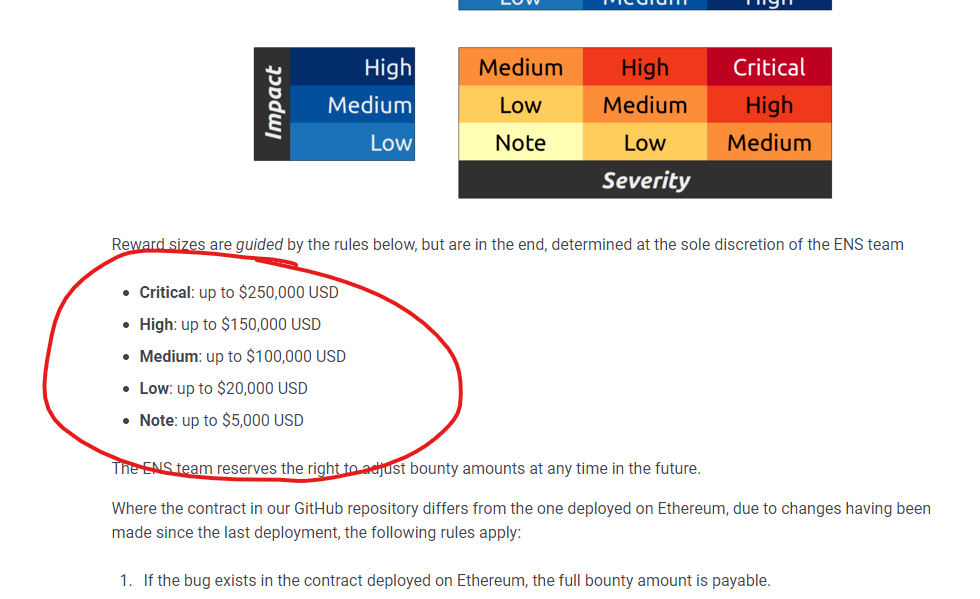 Low Medium High
Impact
High Medium High Critical
Medium Low Medium High
Low Note Low Medium
Severity
Reward sizes are guided by the rules below, but are in the end, determined at the sole discretion of the ENS team
Critical: up to $250,000 USD
High: up to $150,000 USD
Medium: up to $100,000 USD
Low: up to $20,000 USD
Note: up to $5,000 USD
The ENS team reserves the right to adjust bounty amounts at any time in the future.
Where the contract in our GitHub repository differs from the one deployed on Ethereum, due to changes having been
made since the last deployment, the following rules apply:
1. If the bug exists in the contract deployed on Ethereum, the full bounty amount is payable.